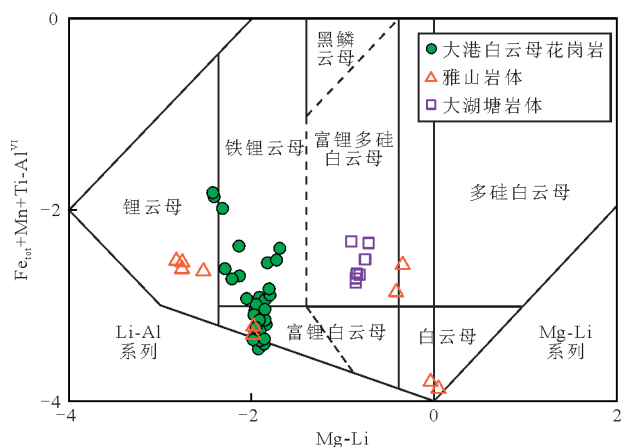 0
黑鳞
云母
大港白云母花岗岩
雅山岩体
大湖塘岩体
铁锂云母
富锂多硅
白云母
多硅白云母
锂云母
−2
Fetot+Mn+Ti-AlVI
Li-Al
系列
富锂白云母
白云母
Mg-Li
系列
−4
−4
−2
0
2
Mg-Li